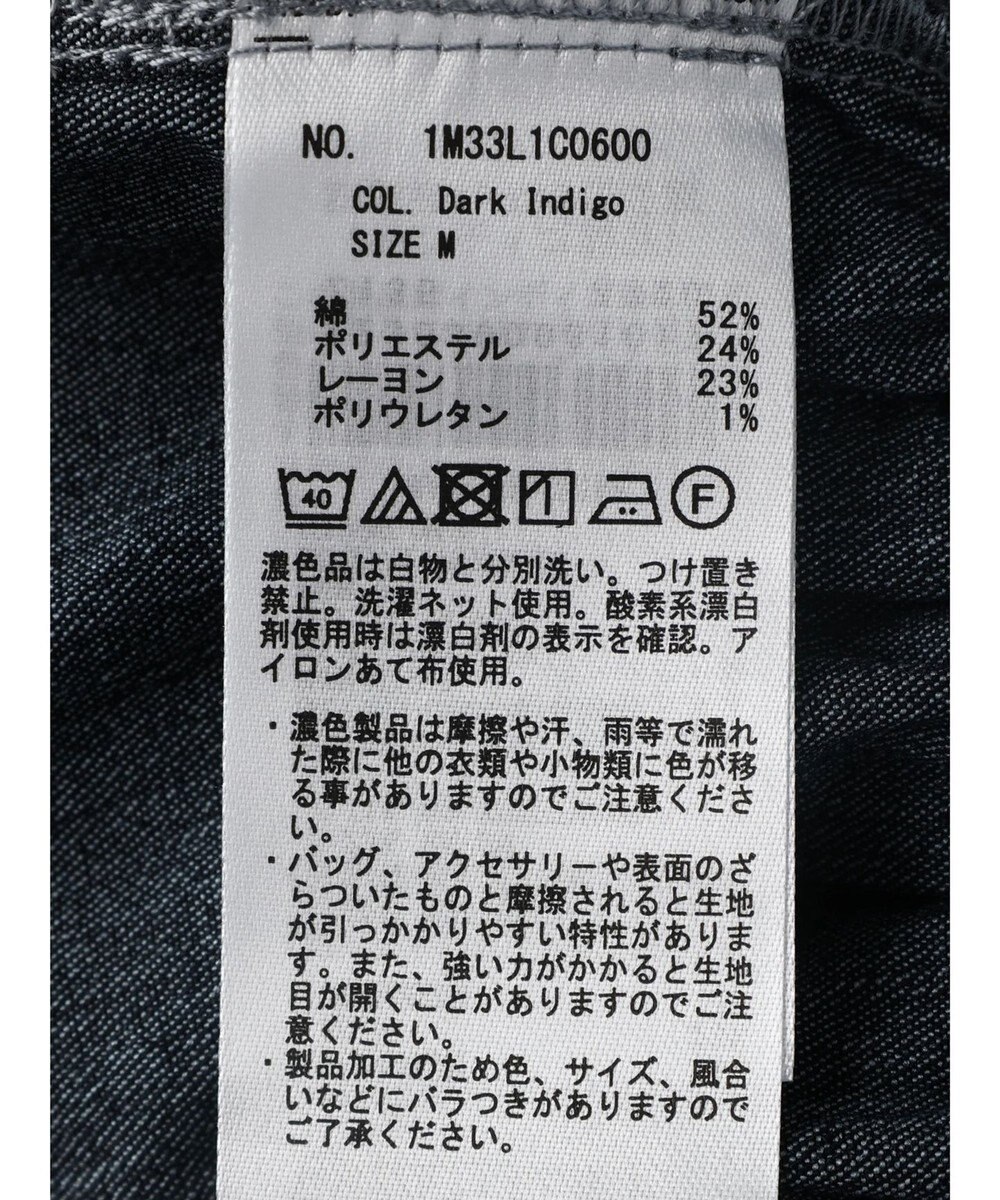 NO. 1M33L1C0600
COL. Dark Indigo
SIZE M
綿 52%
ポリエステル 24%
レーヨン 23%
ポリウレタン 1%
40
F
濃色品は白物と分別洗い。つけ置き
禁止。洗濯ネット使用。酸素系漂白
剤使用時は漂白剤の表示を確認。ア
イロンあて布使用。
・濃色製品は摩擦や汗、雨等で濡れ
た際に他の衣類や小物類に色が移
る事がありますのでご注意くださ
い。
・バッグ、アクセサリーや表面のざ
らついたものと摩擦されると生地
が引っかかりやすい特性がありま
す。また、強い力がかかると生地
目が開くことがありますのでご注
意ください。
・製品加工のため色、サイズ、風合
いなどにバラつきがありますので
ご了承ください。